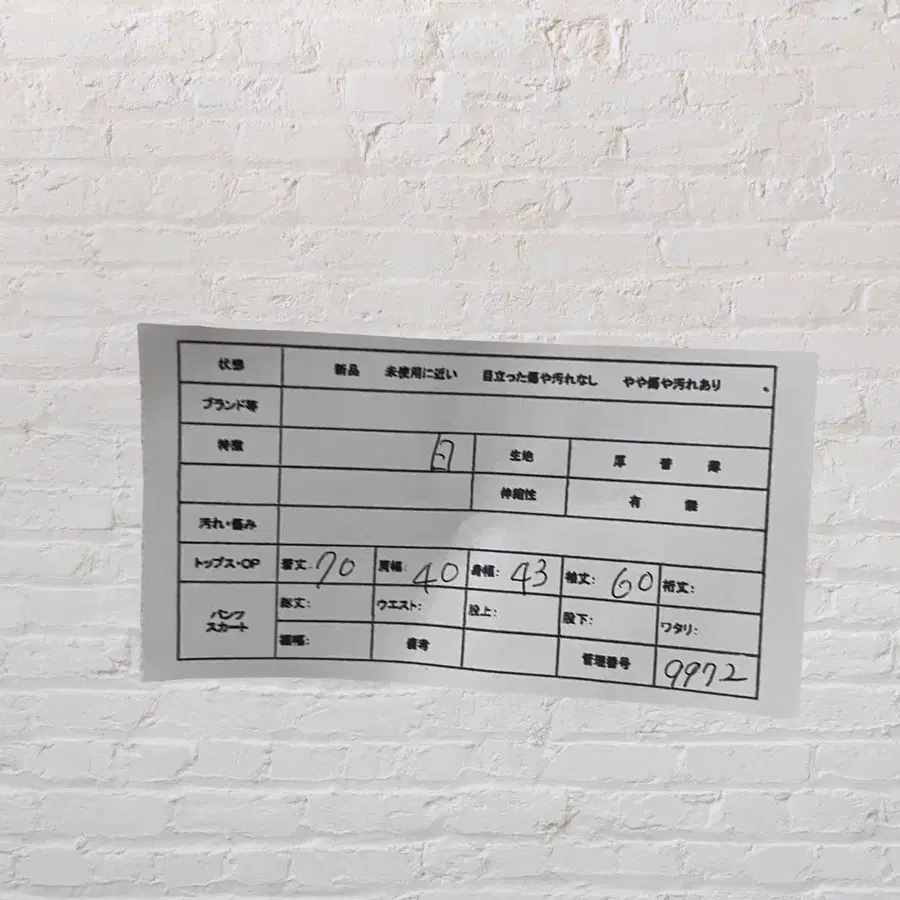 状態 新品 未使用に近い 目立った傷や汚れなし やや傷や汚れあり
ブランド等
特徴 生地 厚 普 薄
伸縮性 有 無
汚れ・傷み
トップス・OP 着丈: 70 肩幅: 40 身幅: 43 袖丈: 60 裄丈:
パンツ スカート 総丈: ウエスト: 股上: 股下: ワタリ:
裾幅: 備考 管理番号 9972